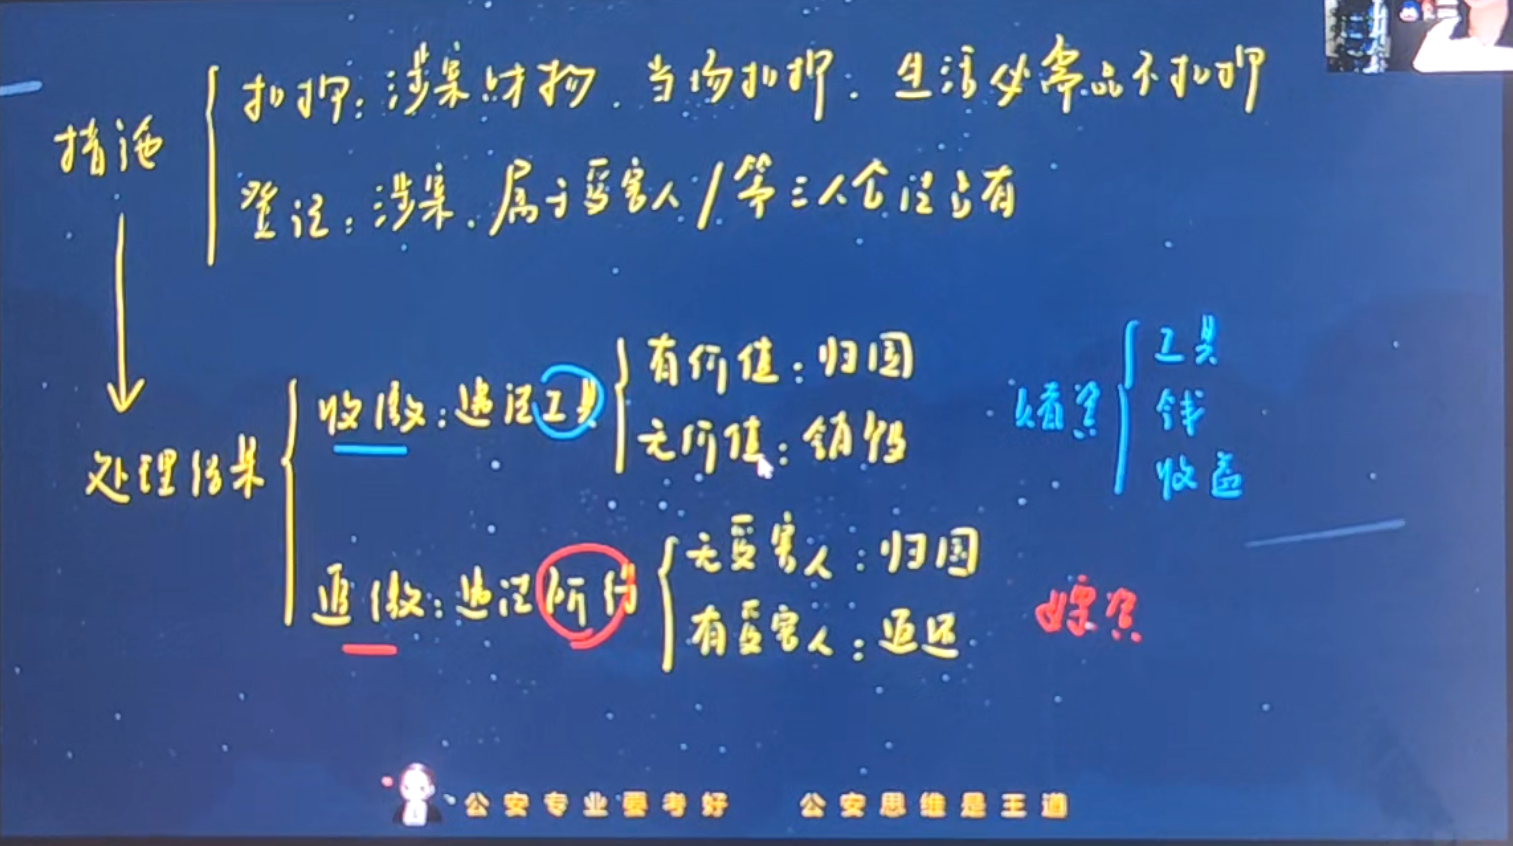 措施
扣押：涉案财物．当场扣押．生活必需品不扣押
登记：涉案．属于受害人/第三人合法占有
处理结果
收缴：违法工具
有价值：归国
无价值：销毁
赌资
工具
钱
收益
追缴：违法所得
无受害人：归国
有受害人：退还
嫖资
公安专业要考好 公安思维是王道